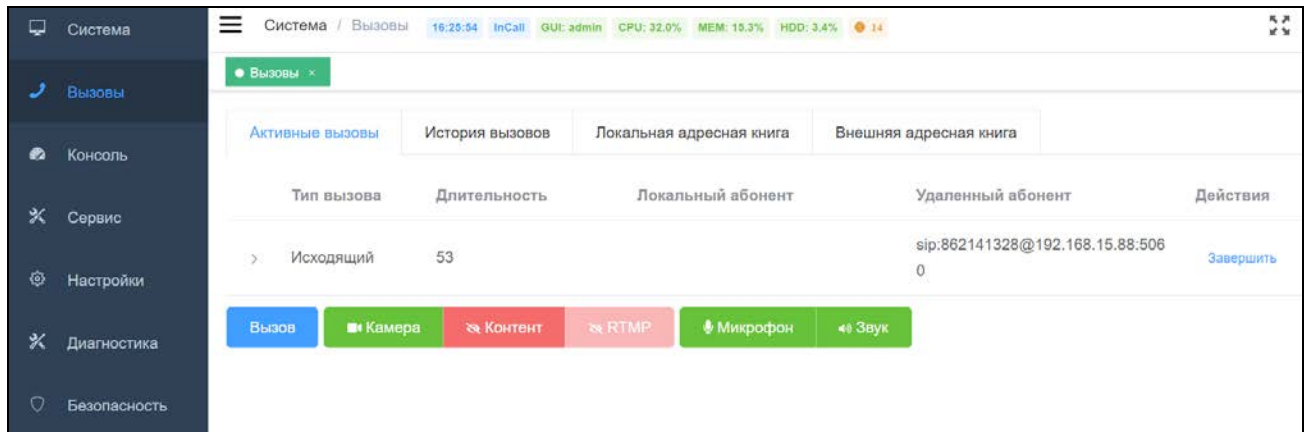 Система
Вызовы
Консоль
Сервис
Настройки
Диагностика
Безопасность
Система / Вызовы 16:25:54 InCall GUI: admin CPU: 32.0% MEM: 15.3% HDD: 3.4% 14
Вызовы ×
Активные вызовы История вызовов Локальная адресная книга Внешняя адресная книга
Тип вызова Длительность Локальный абонент Удаленный абонент Действия
Исходящий 53 sip:862141328@192.168.15.88:506
0 Завершить
Вызов Камера Контент RTMP Микрофон Звук